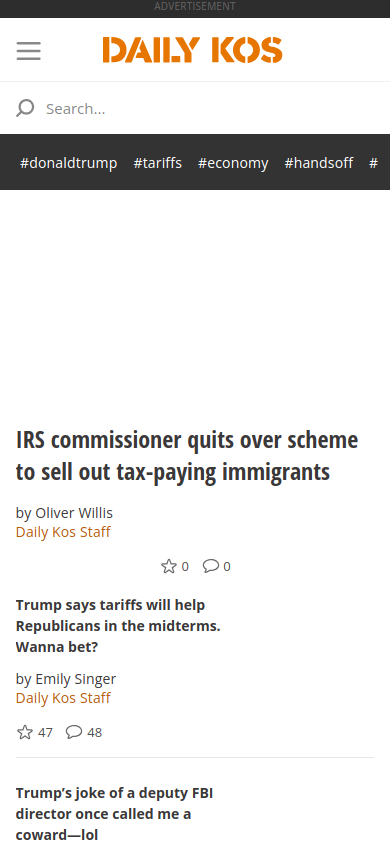 ADVERTISEMENT
DAILY KOS
Search...
#donaldtrump #tariffs #economy #handsoff #
IRS commissioner quits over scheme
to sell out tax-paying immigrants
by Oliver Willis
Daily Kos Staff
0 0
Trump says tariffs will help
Republicans in the midterms.
Wanna bet?
by Emily Singer
Daily Kos Staff
47 48
Trump’s joke of a deputy FBI
director once called me a
coward—lol